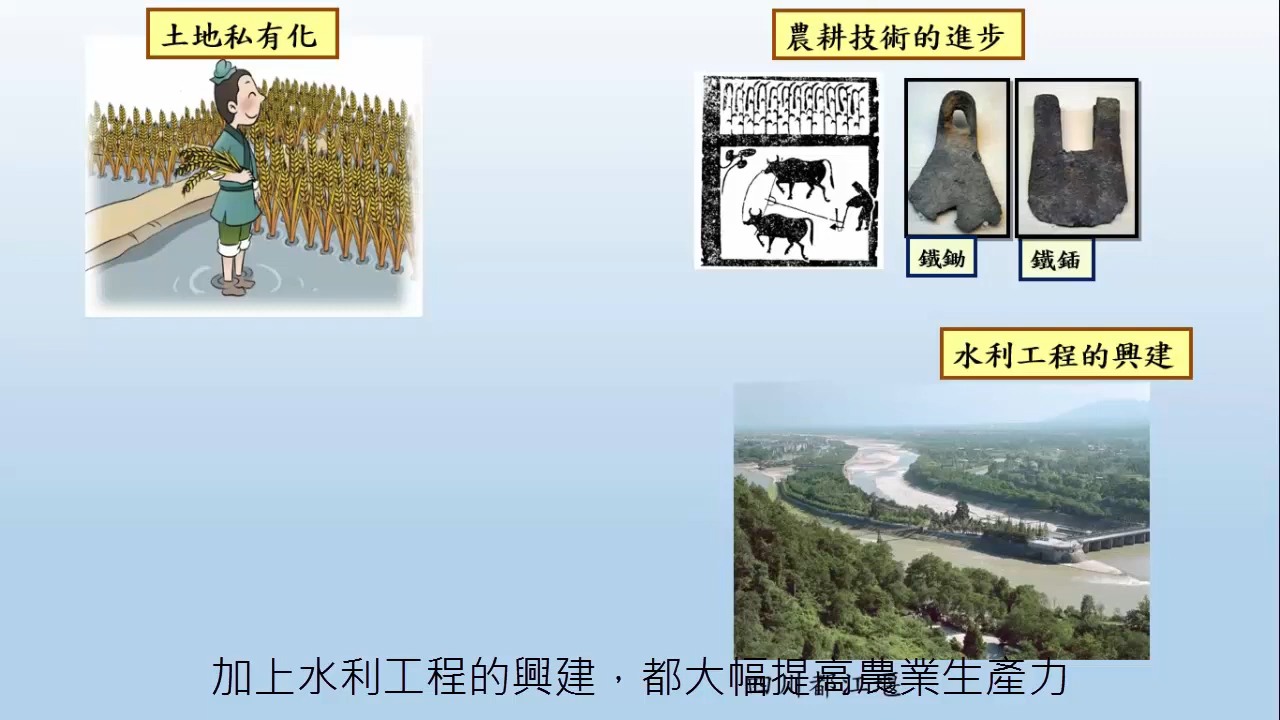 土地私有化
農耕技術的進步
鐵鋤
鐵鍤
水利工程的興建
加上水利工程的興建，都大幅提高農業生產力